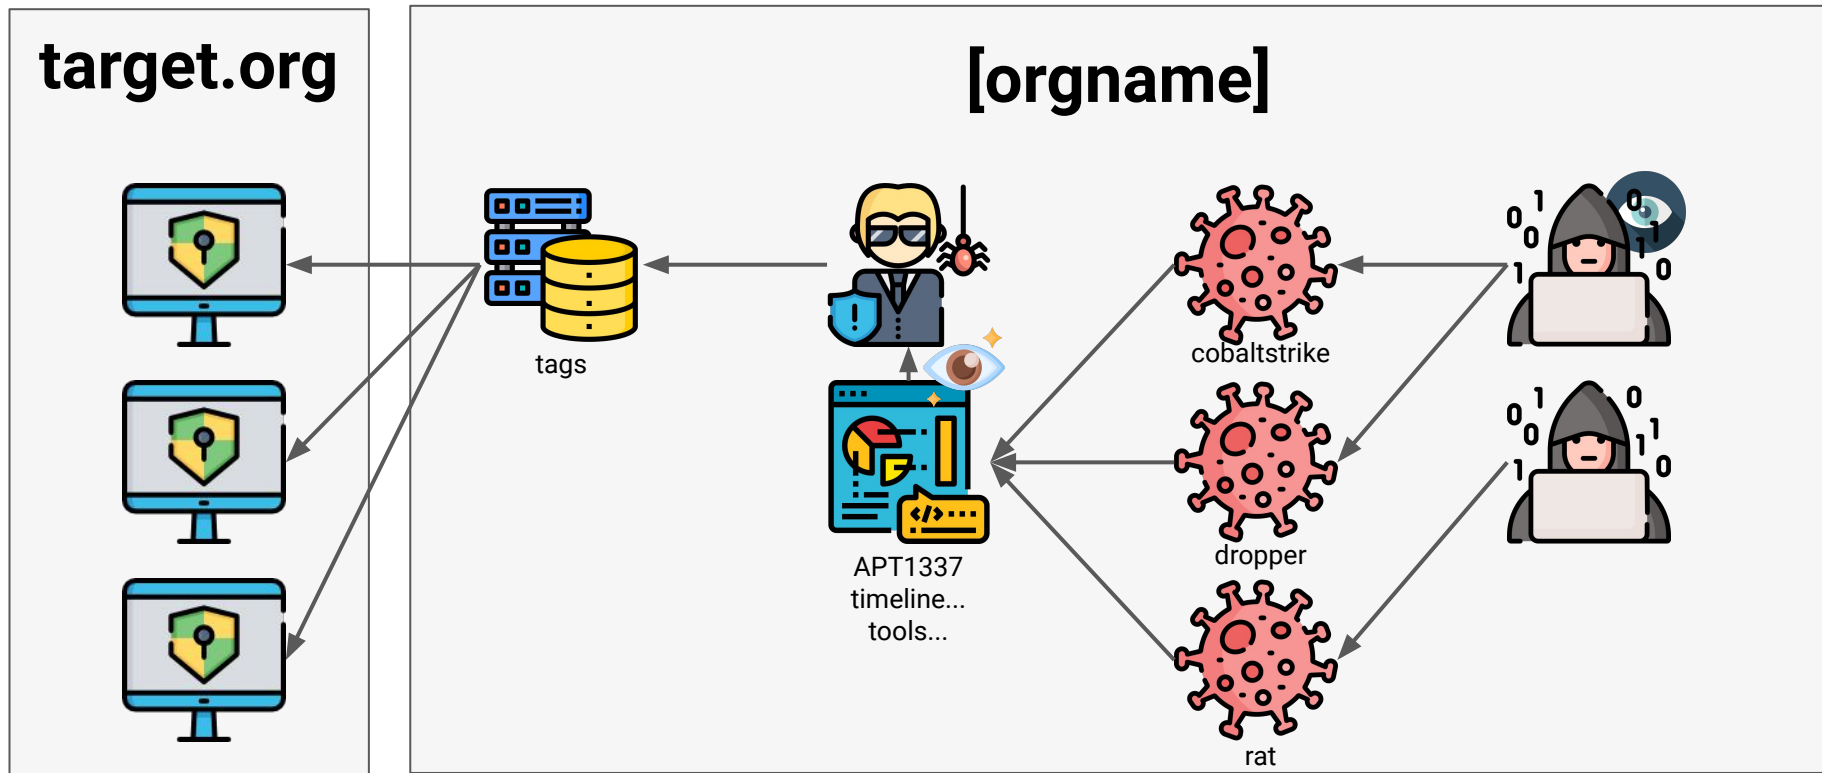 target.org
[orgname]
tags
cobaltstrike
dropper
APT1337
timeline...
tools...
rat